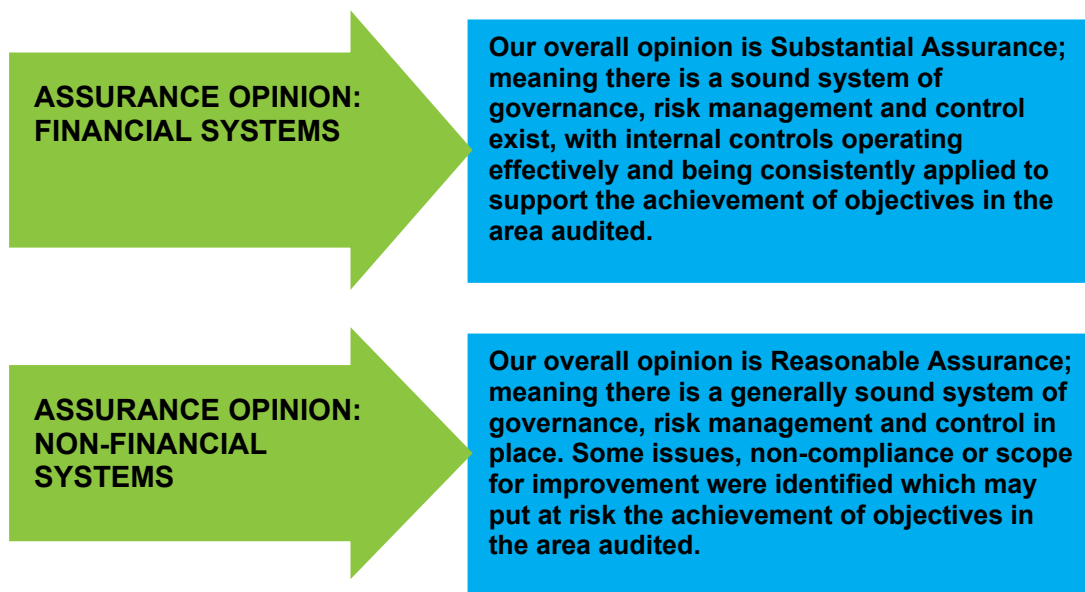 ASSURANCE OPINION:
FINANCIAL SYSTEMS
Our overall opinion is Substantial Assurance;
meaning there is a sound system of
governance, risk management and control
exist, with internal controls operating
effectively and being consistently applied to
support the achievement of objectives in the
area audited.
ASSURANCE OPINION:
NON-FINANCIAL
SYSTEMS
Our overall opinion is Reasonable Assurance;
meaning there is a generally sound system of
governance, risk management and control in
place. Some issues, non-compliance or scope
for improvement were identified which may
put at risk the achievement of objectives in
the area audited.